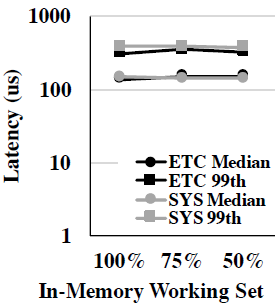 Latency (us)
1000
100
10
1
ETC Median
ETC 99th
SYS Median
SYS 99th
100% 75% 50%
In-Memory Working Set